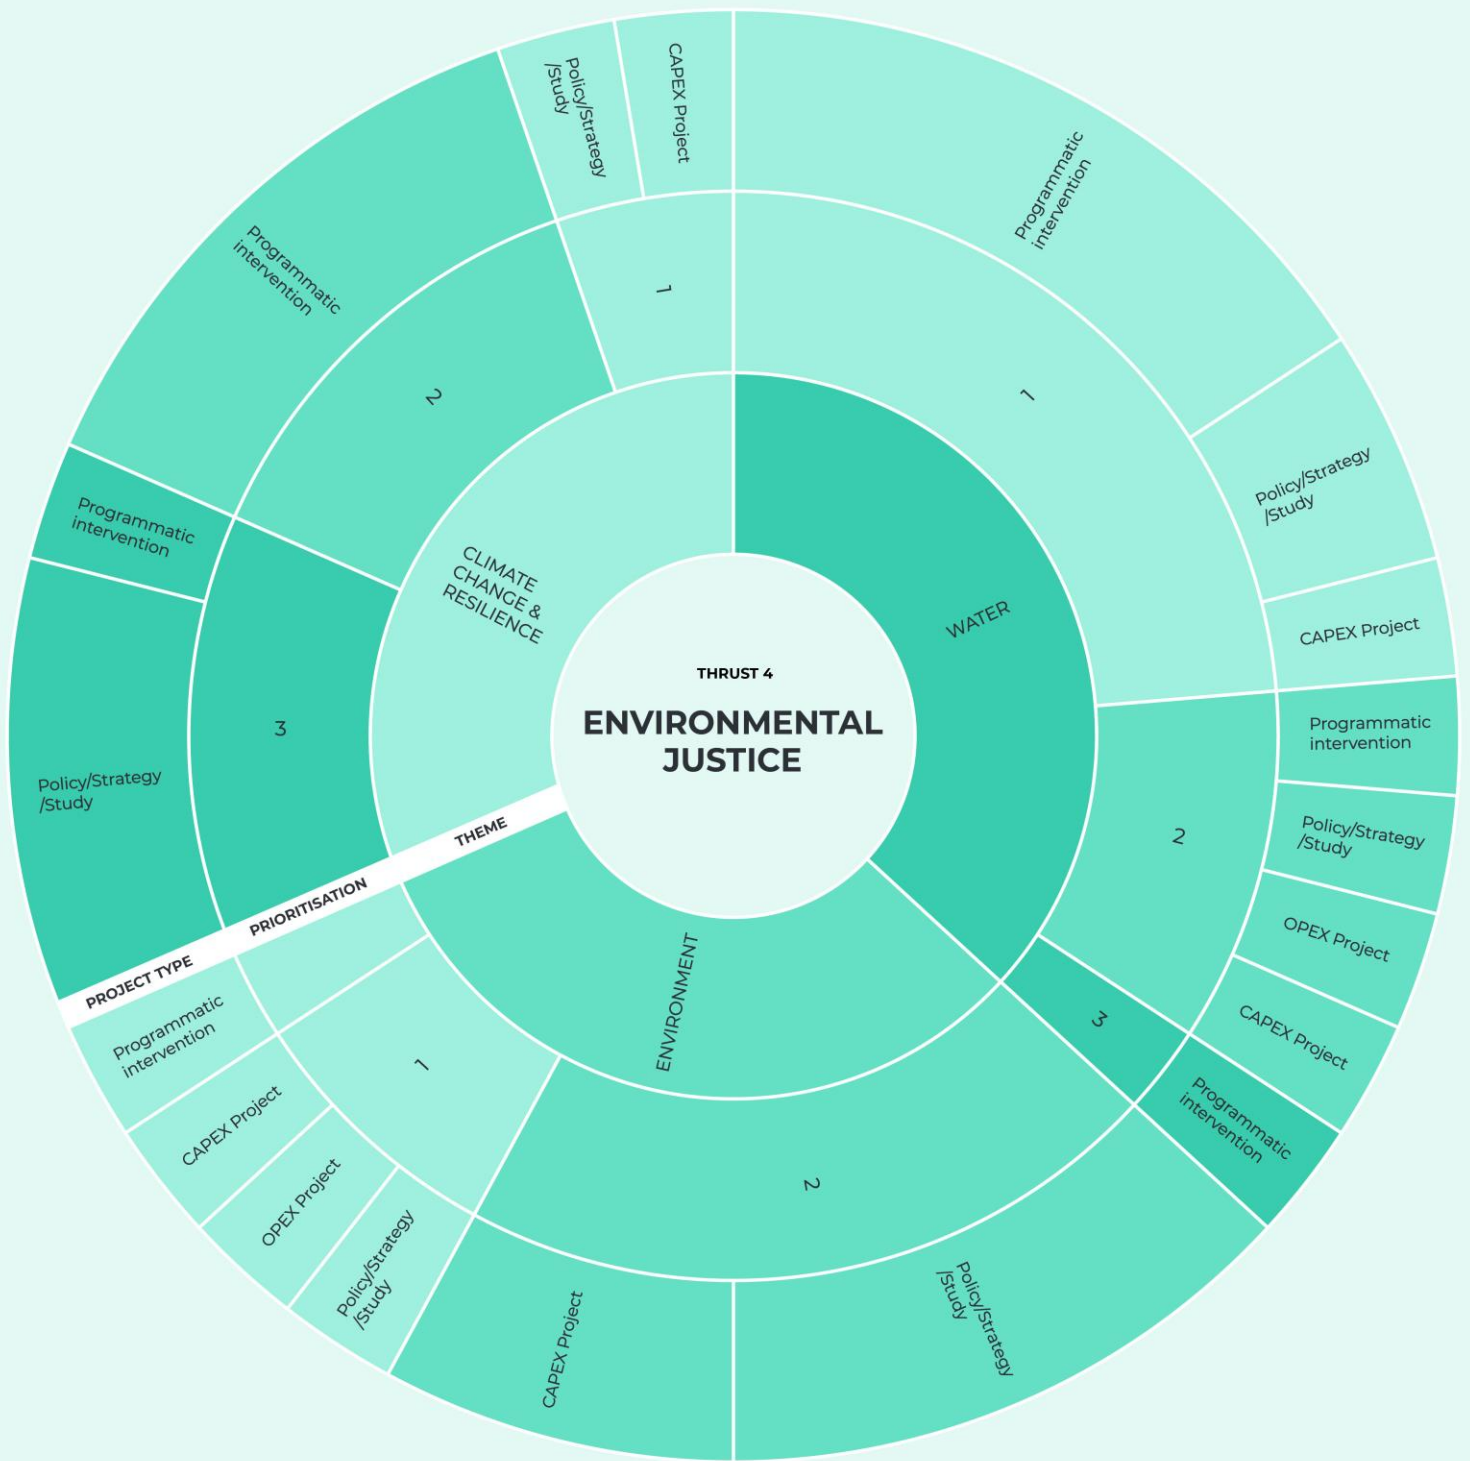 THRUST 4
ENVIRONMENTAL
JUSTICE
THEME
PRIORITISATION
PROJECT TYPE
WATER
1
Programmatic
intervention
Policy/Strategy
/Study
CAPEX Project
2
Programmatic
intervention
Policy/Strategy
/Study
OPEX Project
CAPEX Project
3
Programmatic
intervention
ENVIRONMENT
2
Policy/Strategy
/Study
CAPEX Project
1
Policy/Strategy
/Study
OPEX Project
CAPEX Project
Programmatic
intervention
CLIMATE
CHANGE &
RESILIENCE
3
Policy/Strategy
/Study
Programmatic
intervention
2
Programmatic
intervention
1
Policy/Strategy
/Study
CAPEX Project